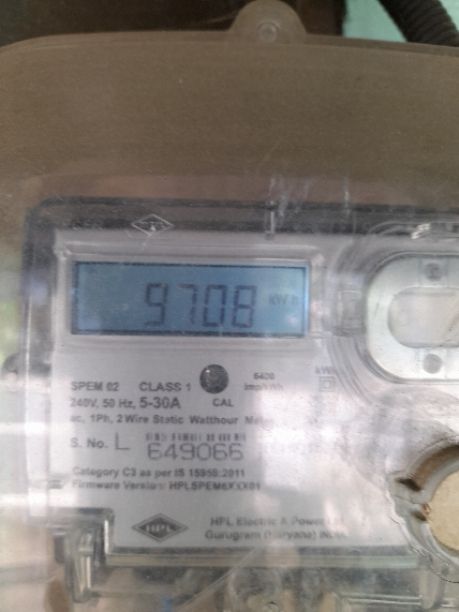 9708 kWh
SPEM 02 CLASS 1 6400 imp/kWh
240V, 50 Hz, 5-30A CAL
ac, 1Ph, 2 Wire Static Watthour
S. No. L 649066
Category C3 as per IS 15959:2011
Firmware Version:
HPL
HPL Electric & Power Ltd
Gurugram (Haryana) INDIA